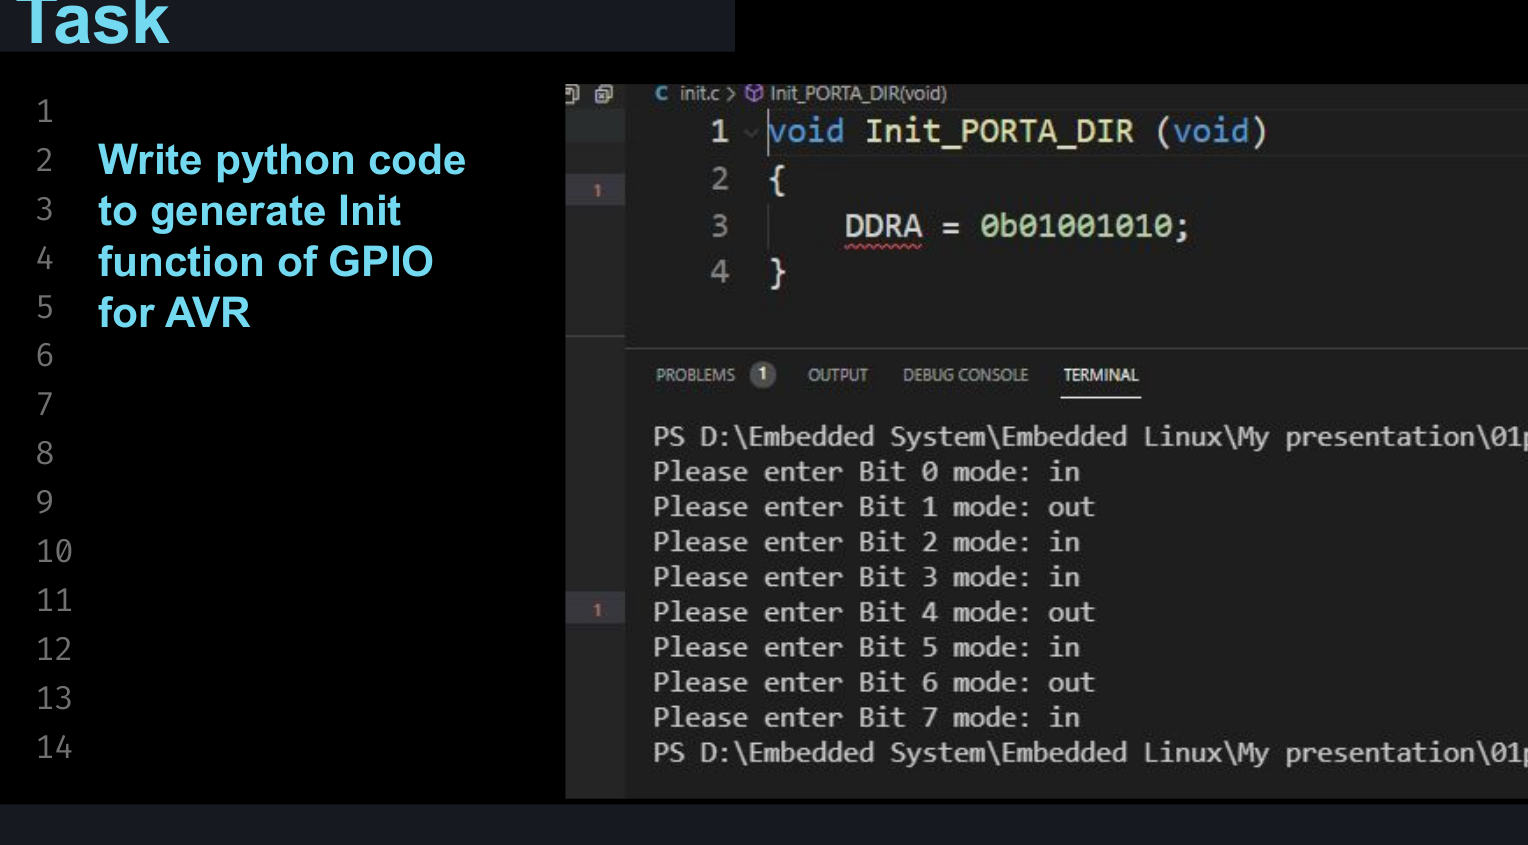 Task
1
2
3
4
5
6
7
8
9
10
11
12
13
14
Write python code
to generate Init
function of GPIO
for AVR
1
1
C init.c > Init_PORTA_DIR(void)
1 void Init_PORTA_DIR (void)
2 {
3 DDRA = 0b01001010;
4 }
PROBLEMS 1 OUTPUT DEBUG CONSOLE TERMINAL
PS D:\Embedded System\Embedded Linux\My presentation\01p
Please enter Bit 0 mode: in
Please enter Bit 1 mode: out
Please enter Bit 2 mode: in
Please enter Bit 3 mode: in
Please enter Bit 4 mode: out
Please enter Bit 5 mode: in
Please enter Bit 6 mode: out
Please enter Bit 7 mode: in
PS D:\Embedded System\Embedded Linux\My presentation\01p